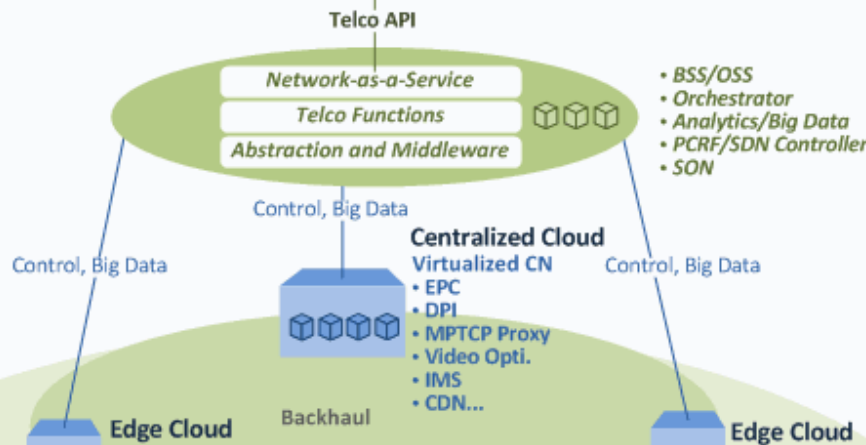 Telco API
Network-as-a-Service
Telco Functions
Abstraction and Middleware
• BSS/OSS
• Orchestrator
• Analytics/Big Data
• PCRF/SDN Controller
• SON
Control, Big Data
Control, Big Data
Control, Big Data
Centralized Cloud
Virtualized CN
• EPC
• DPI
• MPTCP Proxy
• Video Opti.
• IMS
• CDN...
Backhaul
Edge Cloud
Edge Cloud